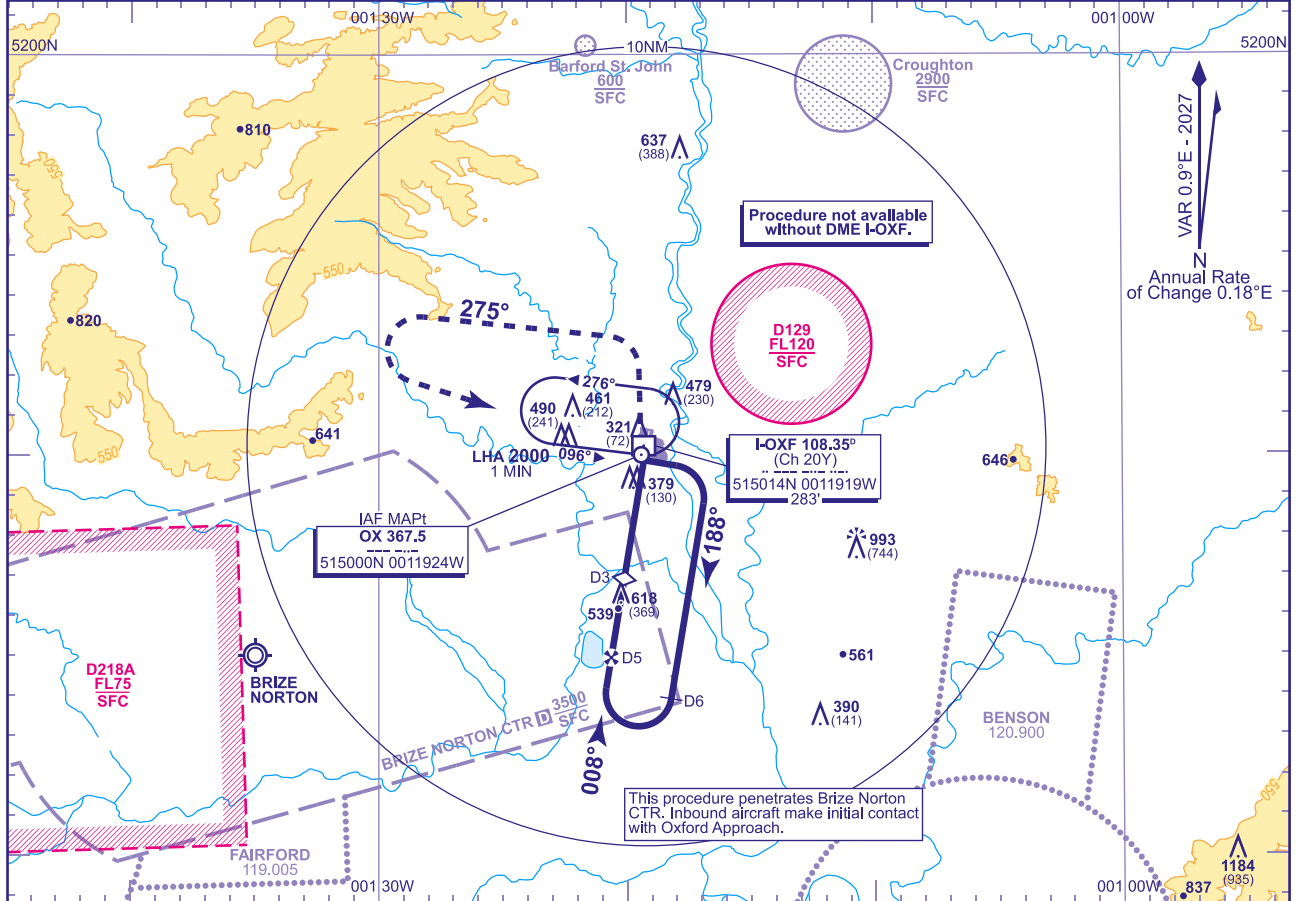 001:30W
001:00W
5200N
10NM
5200N
Barford St. John
600
SFC
Croughton
2900
SFC
550
810
637
(388)
VAR 0.9°E - 2027
N
Annual Rate
of Change 0.18°E
Procedure not available
without DME I-OXF.
550
820
275°
D129
FL120
SFC
276°
479
(230)
461
(212)
490
(241)
321
(72)
641
550
LHA 2000
1 MIN
096°
I-OXF 108.35º
(Ch 20Y)
515014N 0011919W
283'
646
379
(130)
IAF MAPt
OX 367.5
515000N 0011924W
188°
993
(744)
D3
618
(369)
539
D5
561
D218A
FL75
SFC
BRIZE
NORTON
D6
BRIZE NORTON CTR D 3500
SFC
390
(141)
BENSON
120.900
008°
This procedure penetrates Brize Norton
CTR. Inbound aircraft make initial contact
with Oxford Approach.
550
FAIRFORD
119.005
1184
(935)
001:30W
001:00W
837